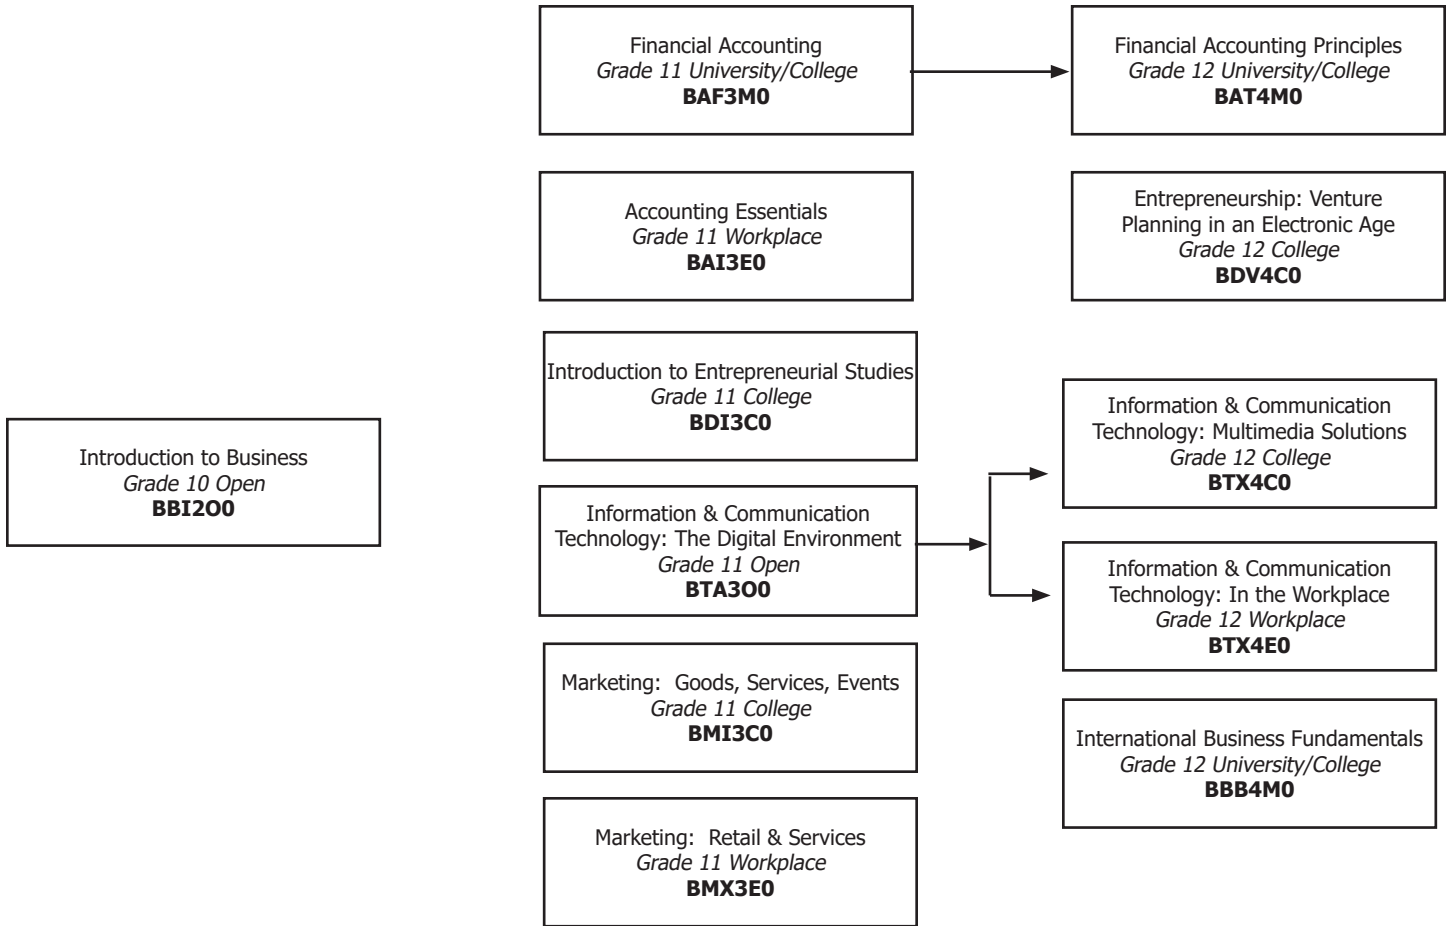 Financial Accounting
Grade 11 University/College
BAF3M0
Financial Accounting Principles
Grade 12 University/College
BAT4M0
Accounting Essentials
Grade 11 Workplace
BAI3E0
Entrepreneurship: Venture
Planning in an Electronic Age
Grade 12 College
BDV4C0
Introduction to Entrepreneurial Studies
Grade 11 College
BDI3C0
Information & Communication
Technology: Multimedia Solutions
Grade 12 College
BTX4C0
Introduction to Business
Grade 10 Open
BBI2O0
Information & Communication
Technology: The Digital Environment
Grade 11 Open
BTA3O0
Information & Communication
Technology: In the Workplace
Grade 12 Workplace
BTX4E0
Marketing:  Goods, Services, Events
Grade 11 College
BMI3C0
International Business Fundamentals
Grade 12 University/College
BBB4M0
Marketing:  Retail & Services
Grade 11 Workplace
BMX3E0